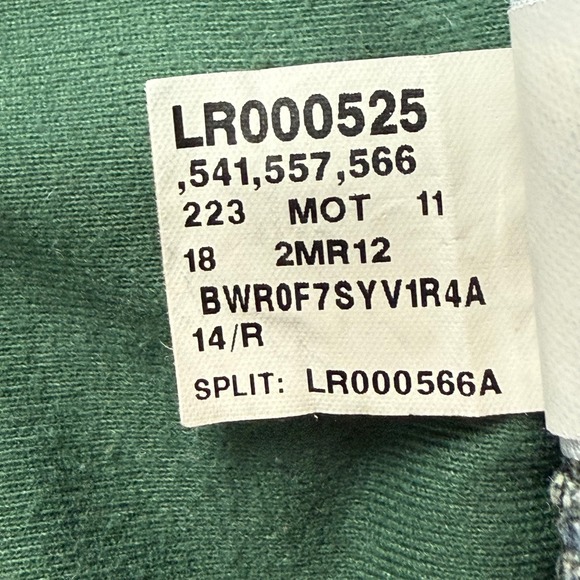 LR000525
,541,557,566
223 MOT 11
18 2MR12
BWR0F7SYV1R4A
14/R
SPLIT: LR000566A